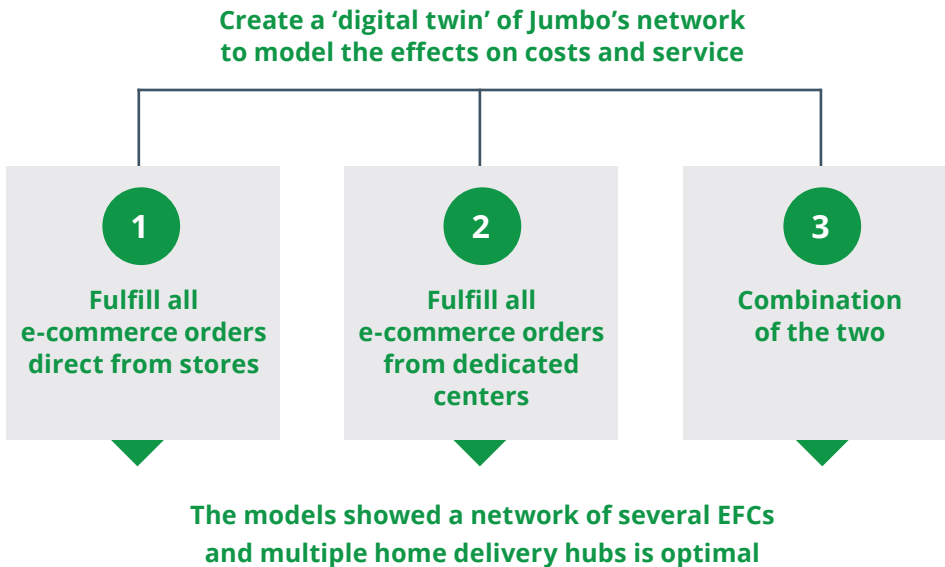 Create a ‘digital twin’ of Jumbo’s network
to model the effects on costs and service
1
Fulfill all
e-commerce orders
direct from stores
2
Fulfill all
e-commerce orders
from dedicated
centers
3
Combination
of the two
The models showed a network of several EFCs
and multiple home delivery hubs is optimal